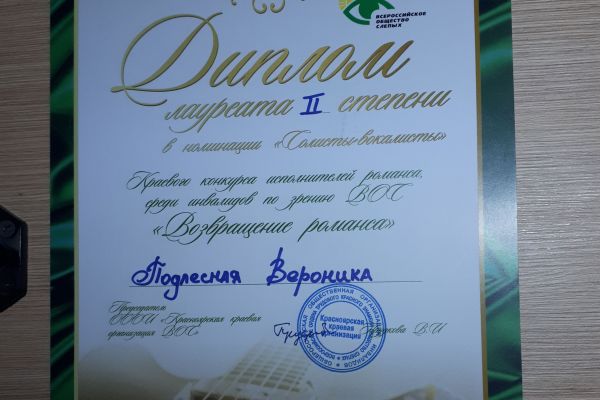 ВСЕРОССИЙСКОЕ
ОБЩЕСТВО
СЛЕПЫХ
Диплом
лауреата II степени
в номинации «Солисты-вокалисты»
Краевого конкурса исполнителей романса,
среди инвалидов по зрению ВОС
«Возвращение романса»
Подлесная Вероника
Председатель
ОООИ «Красноярская краевая
организация ВОС»
В.И
Красноярская
краевая
организация